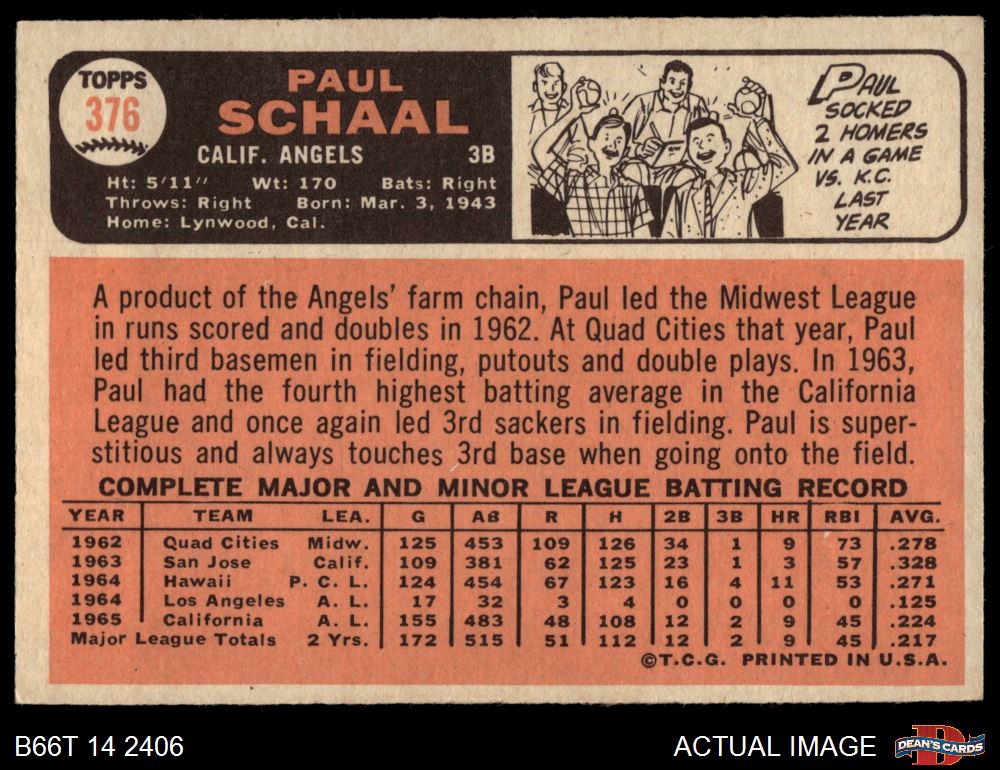 TOPPS
376
PAUL
SCHAAL
CALIF. ANGELS 3B
Ht: 5'11" Wt: 170 Bats: Right
Throws: Right Born: Mar. 3, 1943
Home: Lynwood, Cal.
PAUL
SOCKED
2 HOMERS
IN A GAME
VS. K.C.
LAST
YEAR
A product of the Angels' farm chain, Paul led the Midwest League
in runs scored and doubles in 1962. At Quad Cities that year, Paul
led third basemen in fielding, putouts and double plays. In 1963,
Paul had the fourth highest batting average in the California
League and once again led 3rd sackers in fielding. Paul is super-
stitious and always touches 3rd base when going onto the field.
COMPLETE MAJOR AND MINOR LEAGUE BATTING RECORD
YEAR TEAM LEA. G AB R H 2B 3B HR RBI AVG.
1962 Quad Cities Midw. 125 453 109 126 34 1 9 73 .278
1963 San Jose Calif. 109 381 62 125 23 1 3 57 .328
1964 Hawaii P. C. L. 124 454 67 123 16 4 11 53 .271
1964 Los Angeles A. L. 17 32 3 4 0 0 0 0 .125
1965 California A. L. 155 483 48 108 12 2 9 45 .224
Major League Totals 2 Yrs. 172 515 51 112 12 2 9 45 .217
©T.C.G. PRINTED IN U.S.A.
B66T 14 2406
ACTUAL IMAGE
DEAN'S CARDS